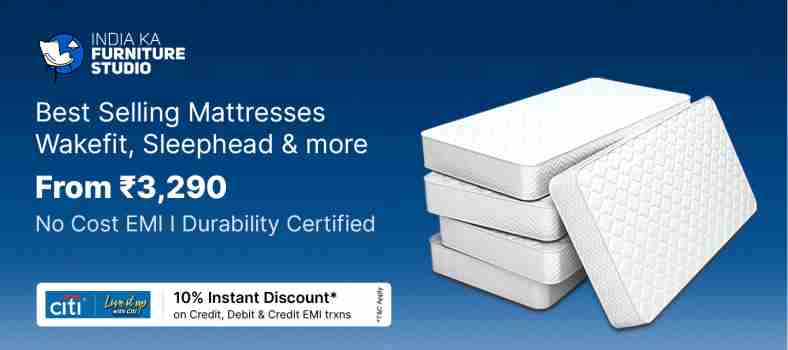 INDIA KA
FURNITURE
STUDIO
Best Selling Mattresses
Wakefit, Sleephead & more
From ₹3,290
No Cost EMI I Durability Certified
citi
Live it up
with CITI
10% Instant Discount*
on Credit, Debit & Credit EMI trxns
*T&C Apply